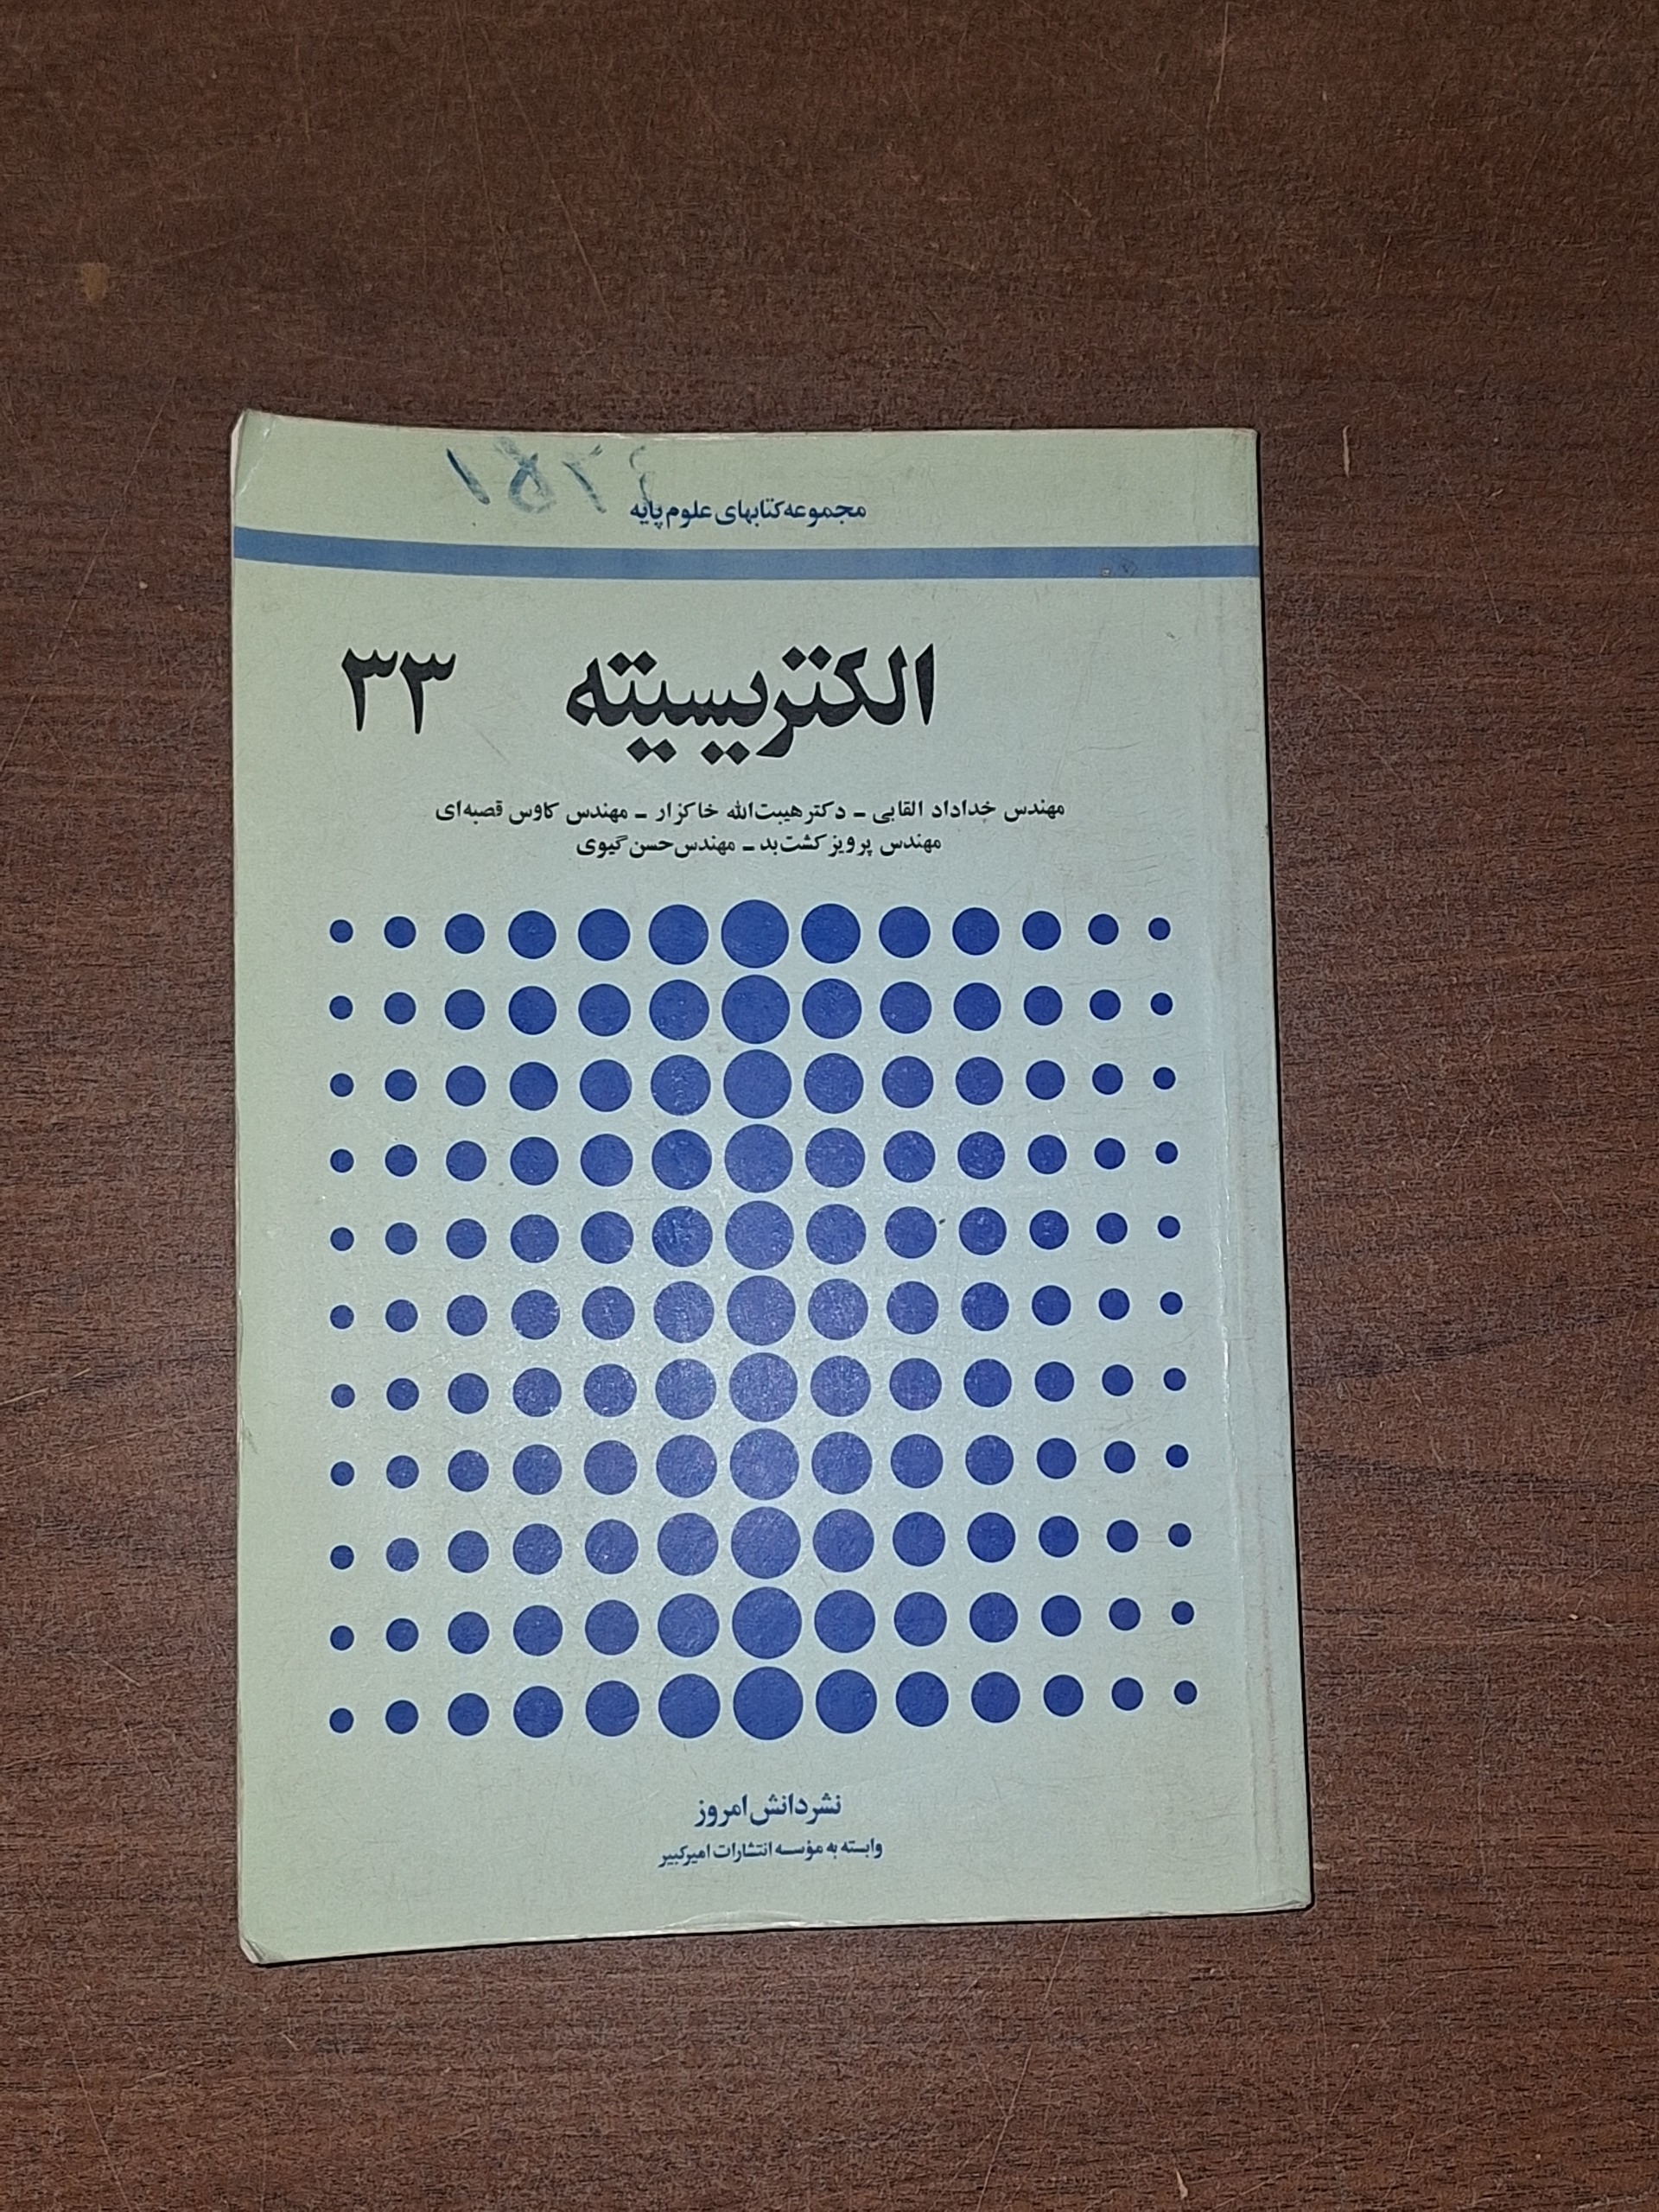 مجموعه کتابهای علوم پایه
الکتریسیته ۳۳
مهندس خداداد القابی ـ دکتر هیبت‌الله خاکزار ـ مهندس کاوس قصبه‌ای
مهندس پرویز کشت‌بد ـ مهندس حسن گیوی
نشر دانش امروز
وابسته به مؤسسه انتشارات امیرکبیر